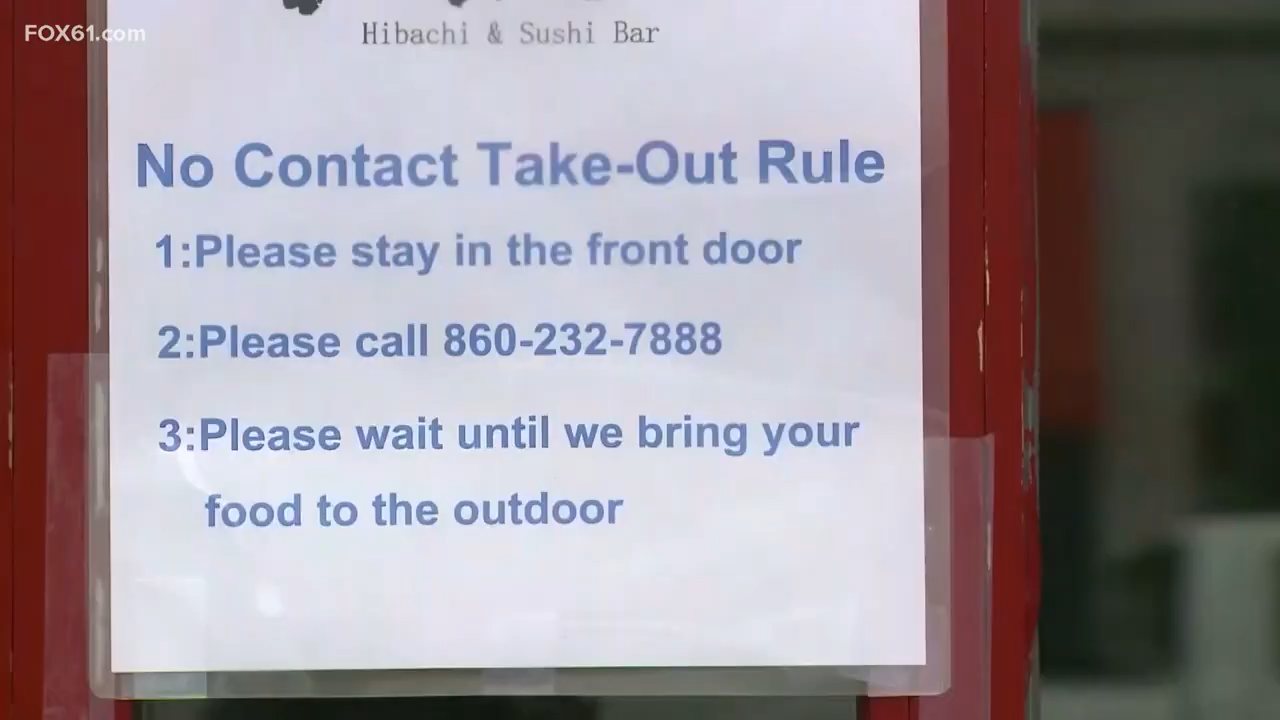 FOX61.com
Hibachi & Sushi Bar
No Contact Take-Out Rule
1:Please stay in the front door
2:Please call 860-232-7888
3:Please wait until we bring your
food to the outdoor